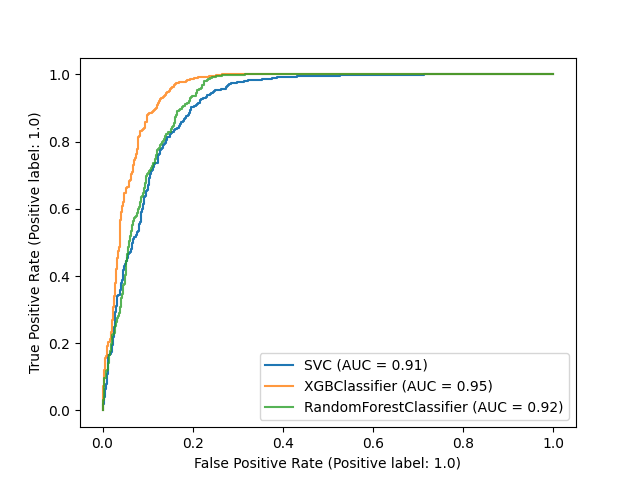 True Positive Rate (Positive label: 1.0)
1.0
0.8
0.6
0.4
0.2
0.0
SVC (AUC = 0.91)
XGBClassifier (AUC = 0.95)
RandomForestClassifier (AUC = 0.92)
0.0 0.2 0.4 0.6 0.8 1.0
False Positive Rate (Positive label: 1.0)